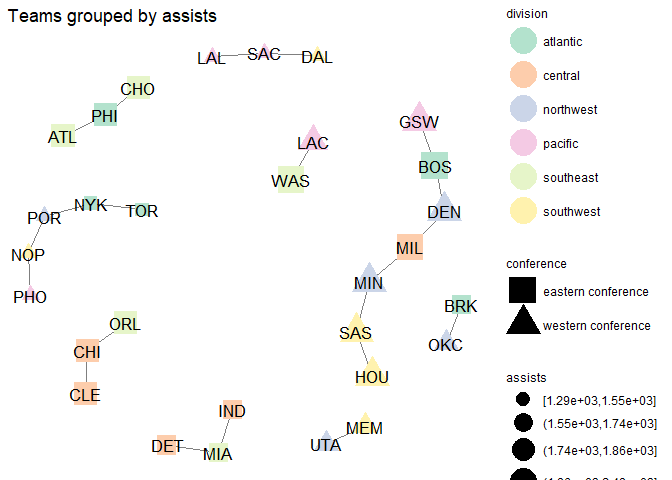 Teams grouped by assists
LAL
SAC
DAL
CHO
PHI
ATL
GSW
LAC
WAS
BOS
DEN
NYK
TOR
POR
NOP
PHO
MIL
MIN
BRK
SAS
OKC
HOU
ORL
CHI
CLE
IND
DET
MIA
MEM
UTA
division
atlantic
central
northwest
pacific
southeast
southwest
conference
eastern conference
western conference
assists
[1.29e+03,1.55e+03]
(1.55e+03,1.74e+03]
(1.74e+03,1.86e+03]